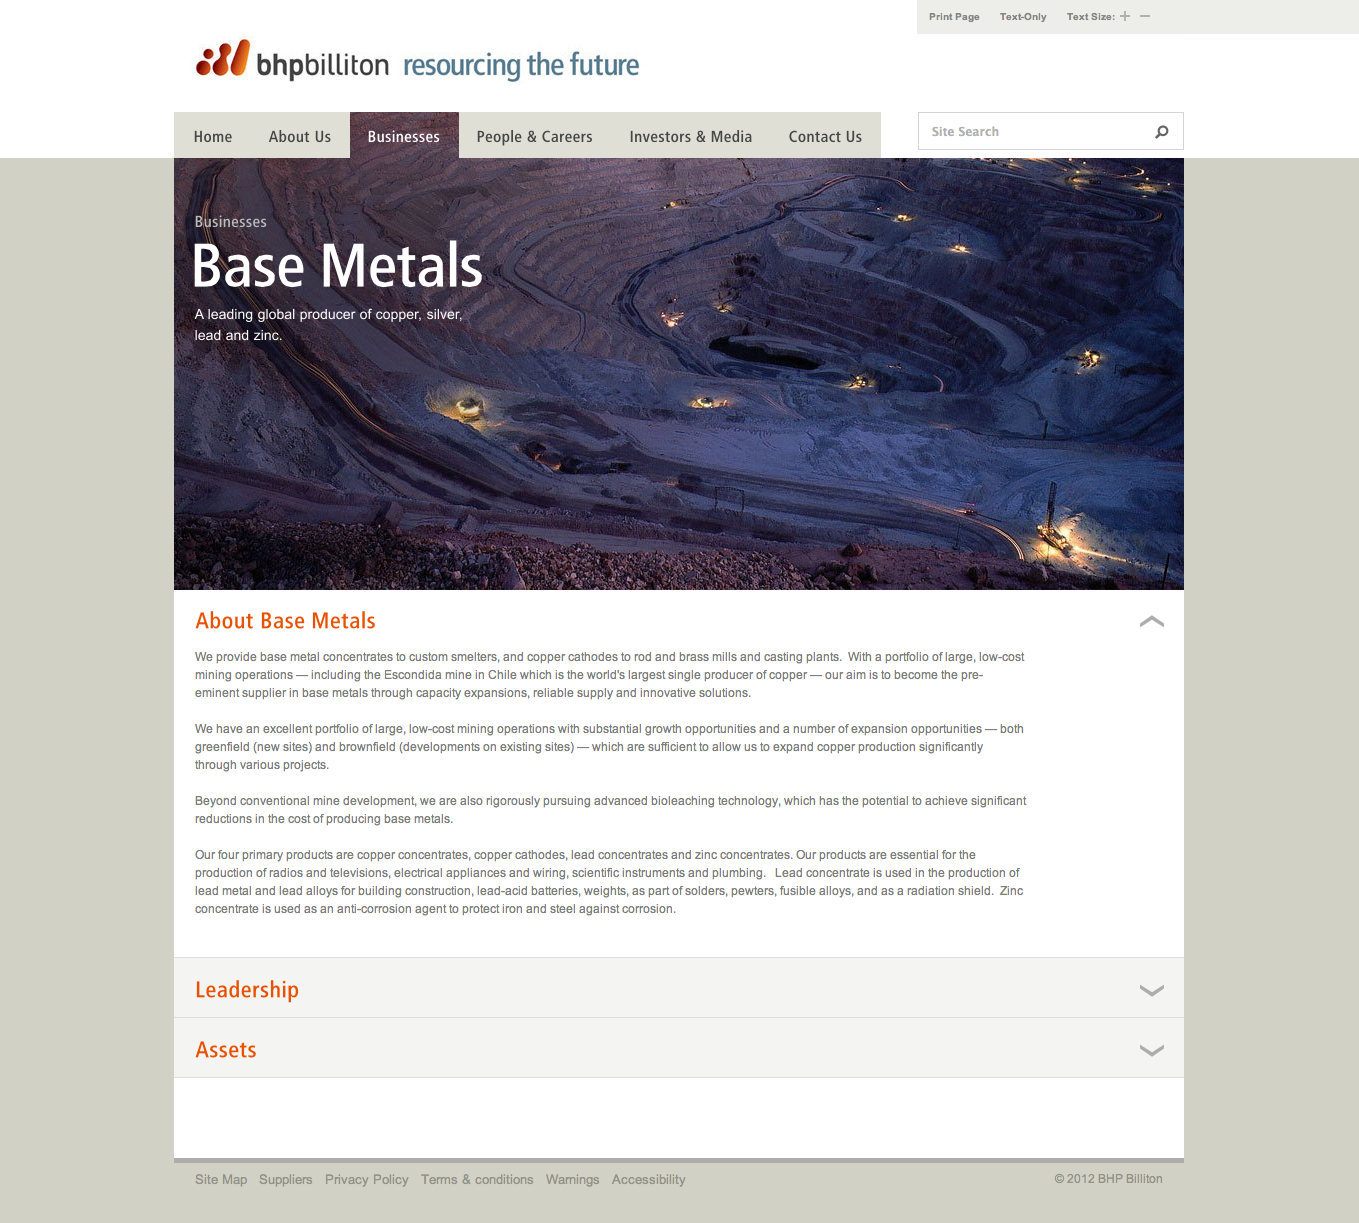 Print Page Text-Only Text Size: + −
bhpbilliton resourcing the future
Home About Us Businesses People & Careers Investors & Media Contact Us Site Search
Businesses
Base Metals
A leading global producer of copper, silver,
lead and zinc.
About Base Metals
We provide base metal concentrates to custom smelters, and copper cathodes to rod and brass mills and casting plants. With a portfolio of large, low-cost
mining operations — including the Escondida mine in Chile which is the world's largest single producer of copper — our aim is to become the pre-
eminent supplier in base metals through capacity expansions, reliable supply and innovative solutions.
We have an excellent portfolio of large, low-cost mining operations with substantial growth opportunities and a number of expansion opportunities — both
greenfield (new sites) and brownfield (developments on existing sites) — which are sufficient to allow us to expand copper production significantly
through various projects.
Beyond conventional mine development, we are also rigorously pursuing advanced bioleaching technology, which has the potential to achieve significant
reductions in the cost of producing base metals.
Our four primary products are copper concentrates, copper cathodes, lead concentrates and zinc concentrates. Our products are essential for the
production of radios and televisions, electrical appliances and wiring, scientific instruments and plumbing. Lead concentrate is used in the production of
lead metal and lead alloys for building construction, lead-acid batteries, weights, as part of solders, pewters, fusible alloys, and as a radiation shield. Zinc
concentrate is used as an anti-corrosion agent to protect iron and steel against corrosion.
Leadership
Assets
Site Map Suppliers Privacy Policy Terms & conditions Warnings Accessibility © 2012 BHP Billiton